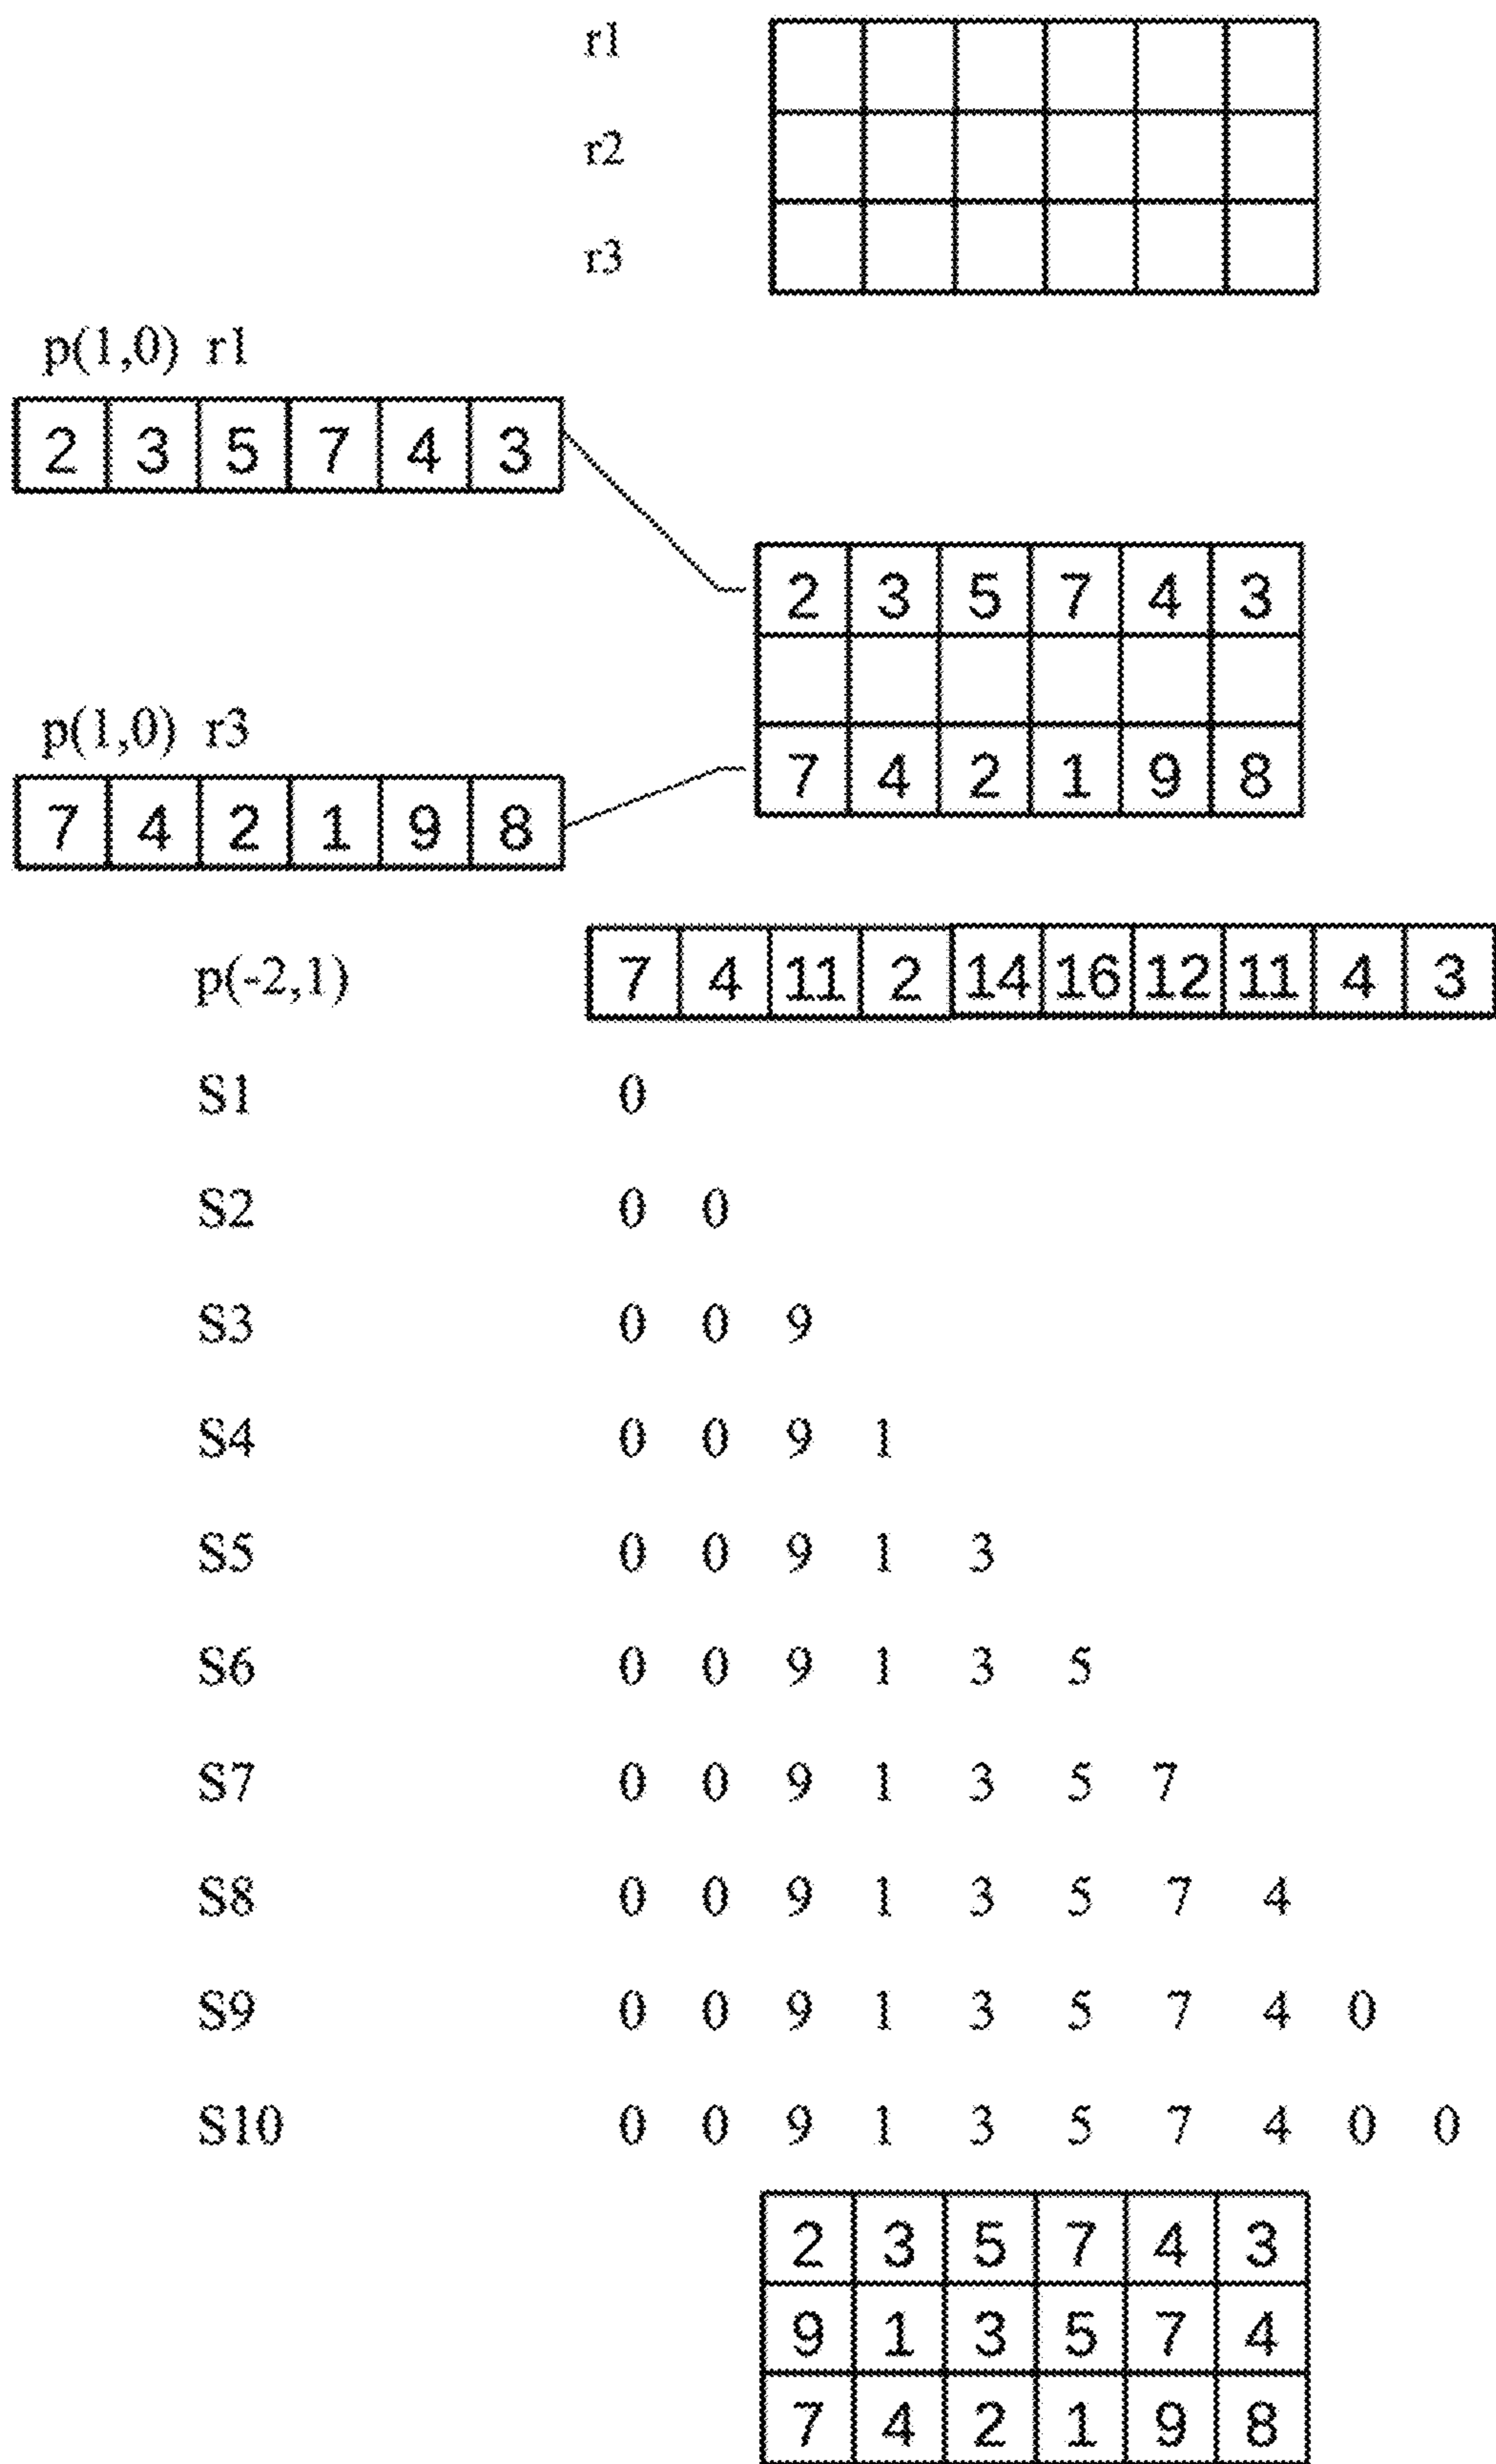 r1
r2
r3
p(1,0) r1
2 3 5 7 4 3
2 3 5 7 4 3
p(1,0) r3
7 4 2 1 9 8
7 4 2 1 9 8
p(-2,1) 7 4 11 2 14 16 12 11 4 3
S1 0
S2 0 0
S3 0 0 9
S4 0 0 9 1
S5 0 0 9 1 3
S6 0 0 9 1 3 5
S7 0 0 9 1 3 5 7
S8 0 0 9 1 3 5 7 4
S9 0 0 9 1 3 5 7 4 0
S10 0 0 9 1 3 5 7 4 0 0
2 3 5 7 4 3
9 1 3 5 7 4
7 4 2 1 9 8